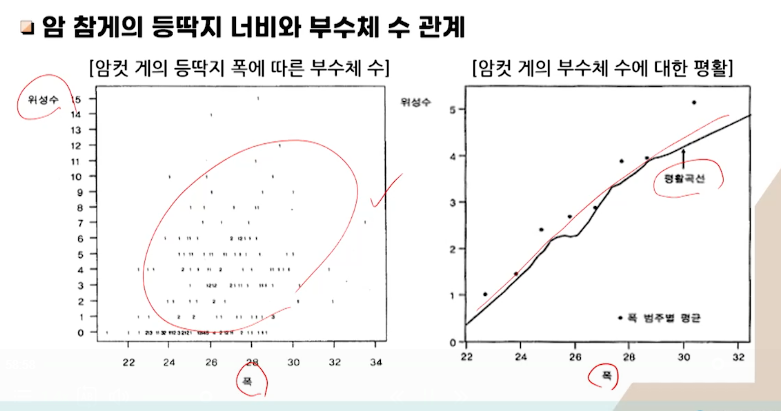 암 참게의 등딱지 너비와 부수체 수 관계
[암컷 게의 등딱지 폭에 따른 부수체 수]
위성수
15
14
13
12
11
10
9
8
7
6
5
4
3
2
1
0
22 24 26 28 30 32 34
폭
[암컷 게의 부수체 수에 대한 평활]
위성수
5
4
3
2
1
0
평활곡선
폭 범주별 평균
22 24 26 28 30 32
폭